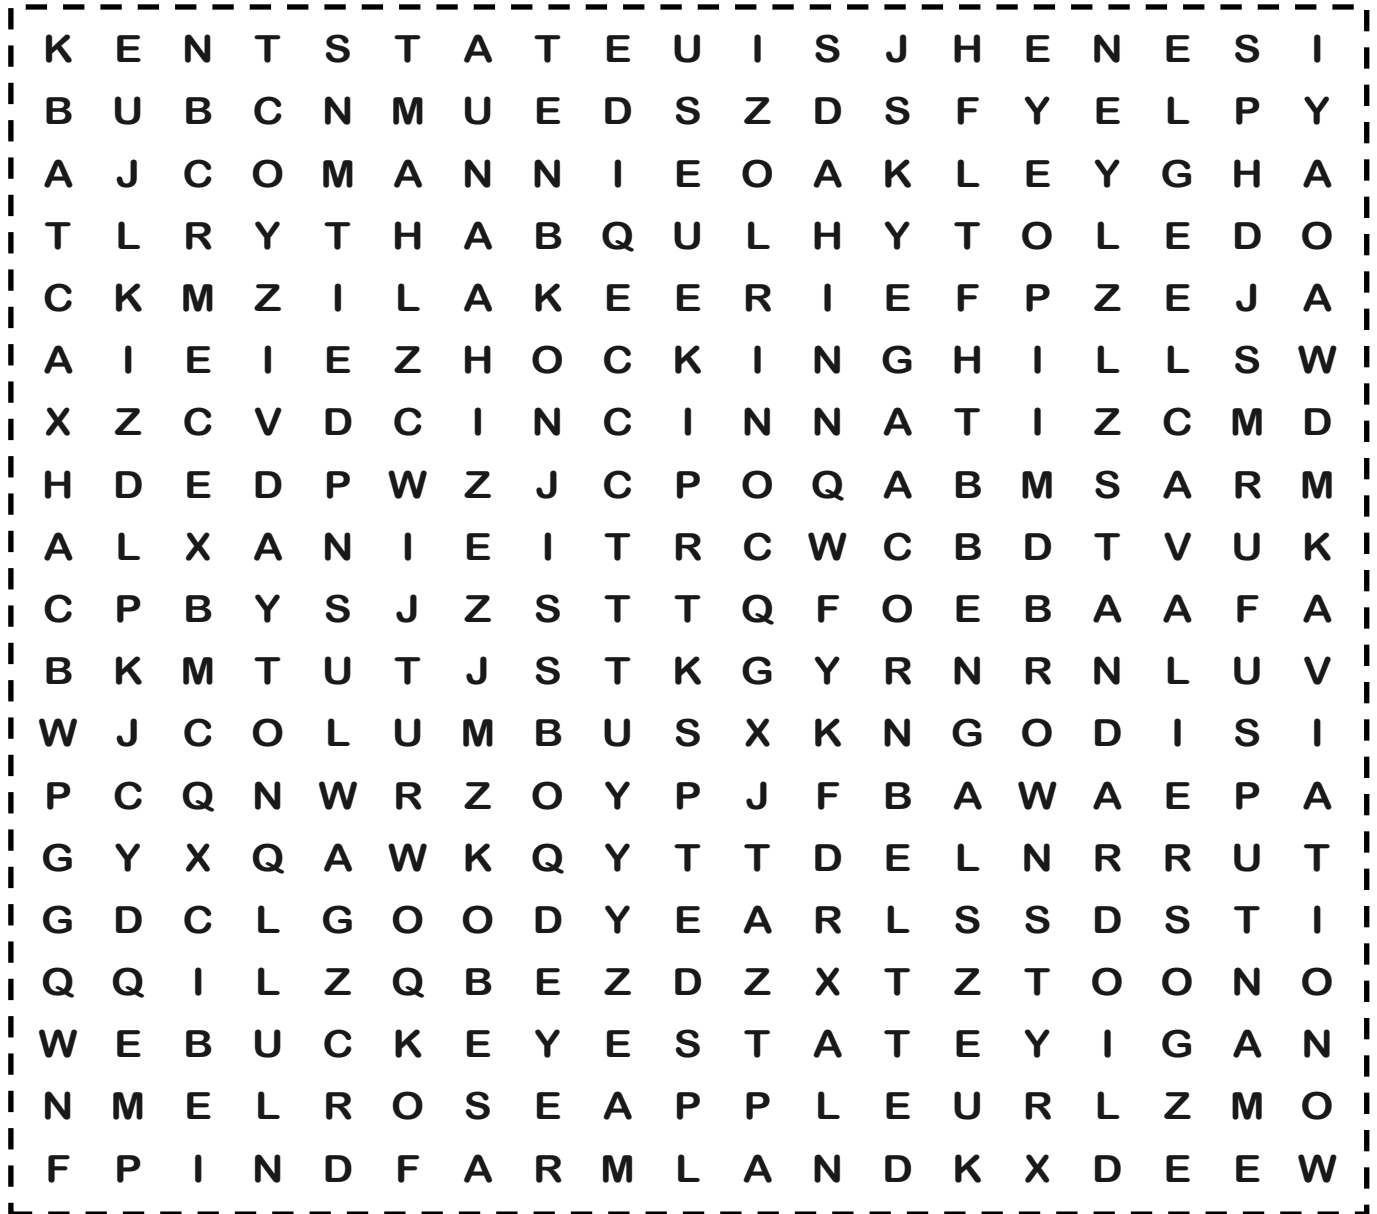 K E N T S T A T E U I S J H E N E S I
B U B C N M U E D S Z D S F Y E L P Y
A J C O M A N N I E O A K L E Y G H A
T L R Y T H A B Q U L H Y T O L E D O
C K M Z I L A K E E R I E F P Z E J A
A I E I E Z H O C K I N G H I L L S W
X Z C V D C I N C I N N A T I Z C M D
H D E D P W Z J C P O Q A B M S A R M
A L X A N I E I T R C W C B D T V U K
C P B Y S J Z S T T Q F O E B A A F A
B K M T U T J S T K G Y R N R N L U V
W J C O L U M B U S X K N G O D I S I
P C Q N W R Z O Y P J F B A W A E P A
G Y X Q A W K Q Y T T D E L N R R U T
G D C L G O O D Y E A R L S S D S T I
Q Q I L Z Q B E Z D Z X T Z T O O N O
W E B U C K E Y E S T A T E Y I G A N
N M E L R O S E A P P L E U R L Z M O
F P I N D F A R M L A N D K X D E E W